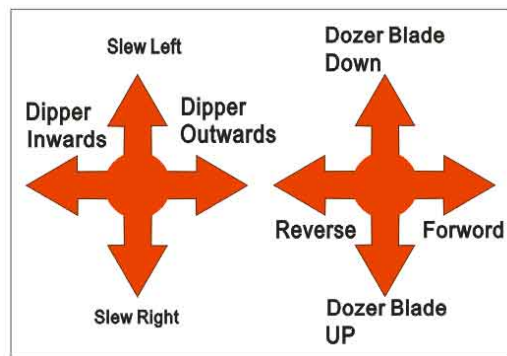 Slew Left
Dipper
Inwards
Dipper
Outwards
Slew Right
Dozer Blade
Down
Reverse
Forword
Dozer Blade
UP